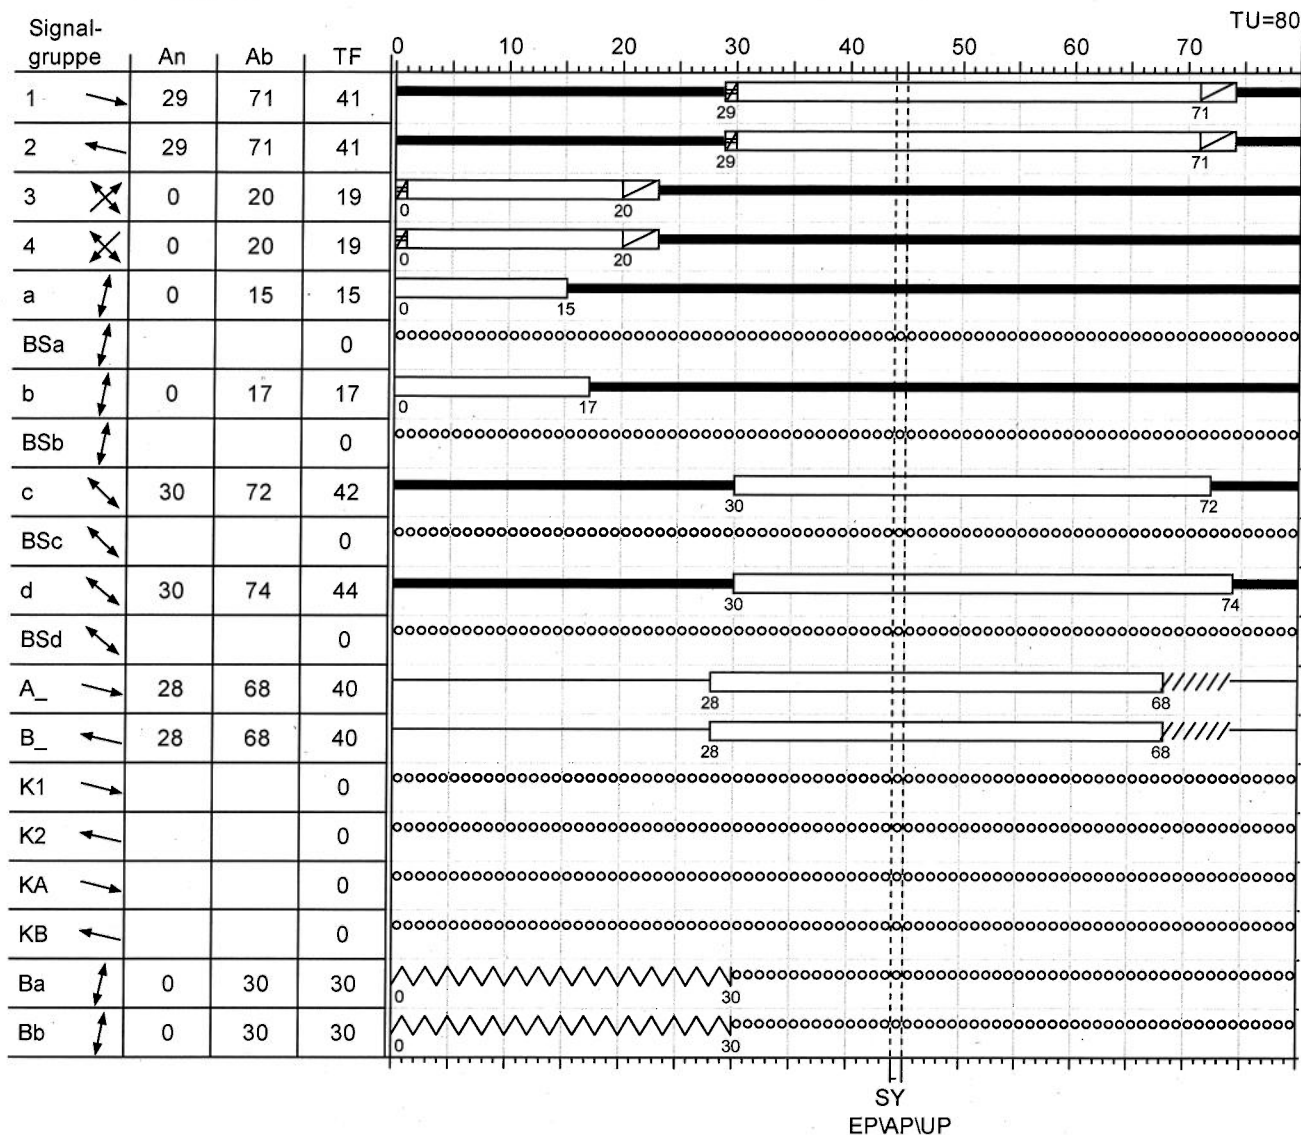 TU=80
Signal-
gruppe An Ab TF 0 10 20 30 40 50 60 70
1 29 71 41
29 71
2 29 71 41
29 71
3 0 20 19
0 20
4 0 20 19
0 20
a 0 15 15
0 15
BSa 0
b 0 17 17
0 17
BSb 0
c 30 72 42
30 72
BSc 0
d 30 74 44
30 74
BSd 0
A_ 28 68 40
28 68
B_ 28 68 40
28 68
K1 0
K2 0
KA 0
KB 0
Ba 0 30 30
0 30
Bb 0 30 30
0 30
SY
EP\AP\UP